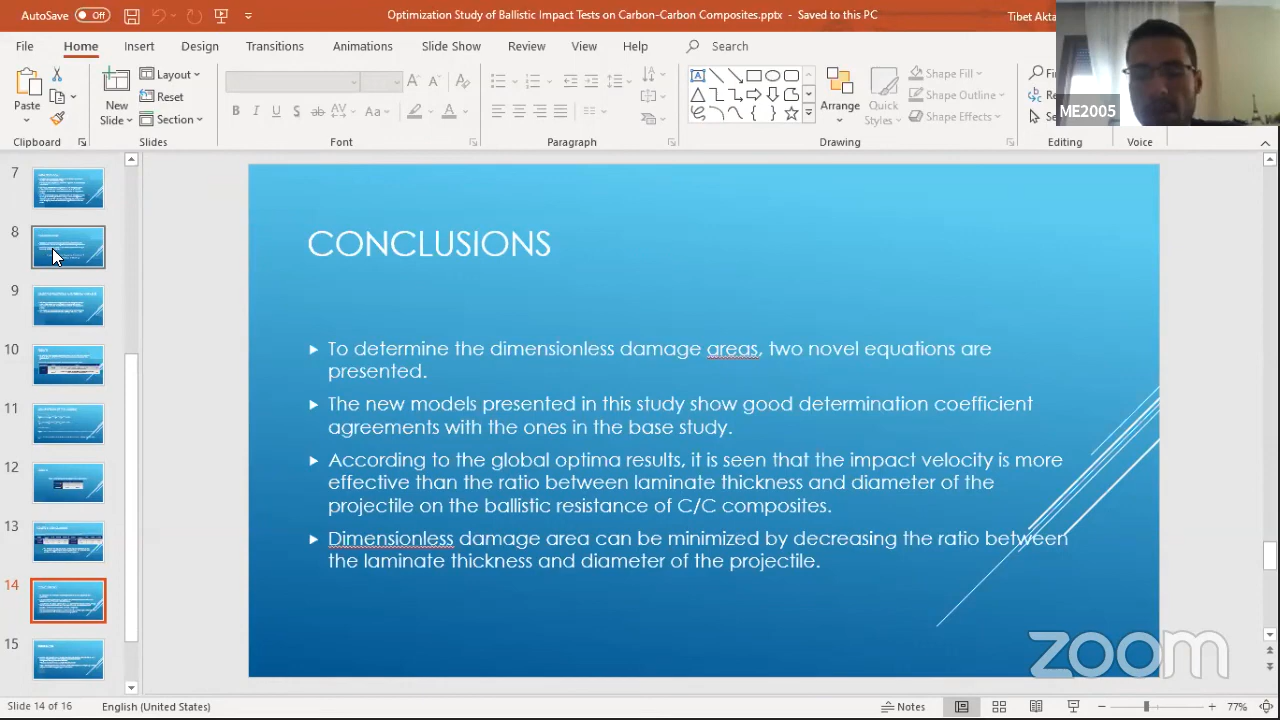 AutoSave Off
Optimization Study of Ballistic Impact Tests on Carbon-Carbon Composites.pptx - Saved to this PC
Tibet Akta
File Home Insert Design Transitions Animations Slide Show Review View Help Search
Paste
New Slide
Layout
Reset
Section
Arrange
Quick Styles
Shape Fill
Shape Outline
Shape Effects
ME2005
Clipboard Slides Font Paragraph Drawing Editing Voice
7
8
9
10
11
12
13
14
15
CONCLUSIONS
To determine the dimensionless damage areas, two novel equations are
presented.
The new models presented in this study show good determination coefficient
agreements with the ones in the base study.
According to the global optima results, it is seen that the impact velocity is more
effective than the ratio between laminate thickness and diameter of the
projectile on the ballistic resistance of C/C composites.
Dimensionless damage area can be minimized by decreasing the ratio between
the laminate thickness and diameter of the projectile.
zoom
Slide 14 of 16 English (United States) Notes 77%